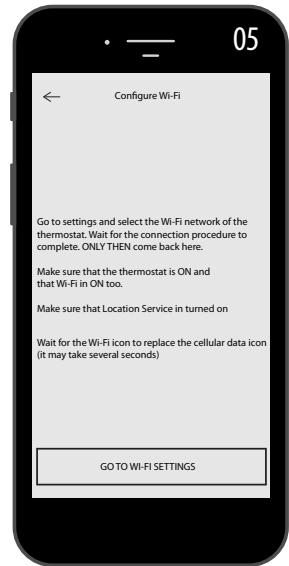 05
Configure Wi-Fi
Go to settings and select the Wi-Fi network of the
thermostat. Wait for the connection procedure to
complete. ONLY THEN come back here.
Make sure that the thermostat is ON and
that Wi-Fi in ON too.
Make sure that Location Service in turned on
Wait for the Wi-Fi icon to replace the cellular data icon
(it may take several seconds)
GO TO WI-FI SETTINGS